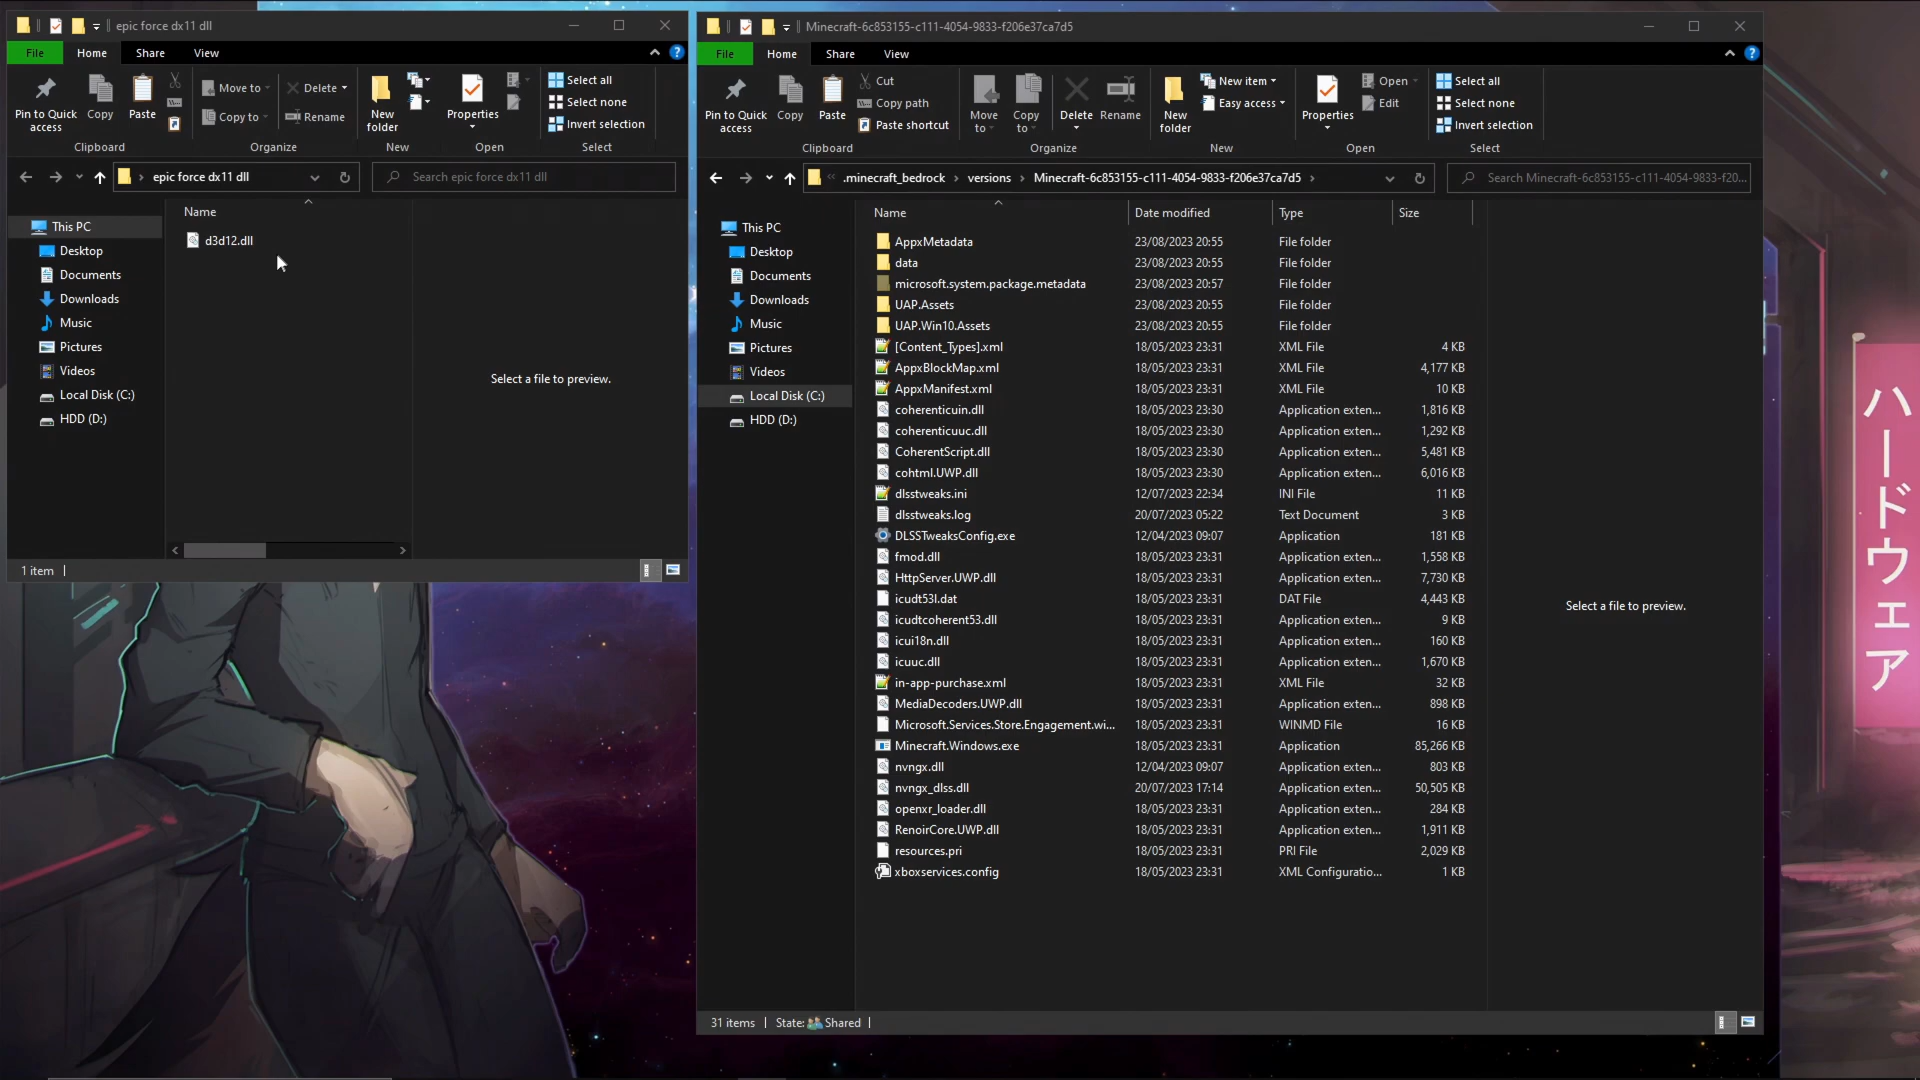 epic force dx11 dll
File
Home
Share
View
Pin to Quick access
Copy
Paste
Move to
Copy to
Delete
Rename
New folder
Properties
Select all
Select none
Invert selection
Clipboard
Organize
New
Open
Select
epic force dx11 dll
Search epic force dx11 dll
This PC
Desktop
Documents
Downloads
Music
Pictures
Videos
Local Disk (C:)
HDD (D:)
Name
d3d12.dll
Select a file to preview.
1 item
Minecraft-6c853155-c111-4054-9833-f206e37ca7d5
File
Home
Share
View
Pin to Quick access
Copy
Paste
Cut
Copy path
Paste shortcut
Move to
Copy to
Delete
Rename
New folder
New item
Easy access
Properties
Open
Edit
Select all
Select none
Invert selection
Clipboard
Organize
New
Open
Select
.minecraft_bedrock
versions
Minecraft-6c853155-c111-4054-9833-f206e37ca7d5
Search Minecraft-6c853155-c111-4054-9833-f20...
This PC
Desktop
Documents
Downloads
Music
Pictures
Videos
Local Disk (C:)
HDD (D:)
Name Date modified Type Size
AppxMetadata 23/08/2023 20:55 File folder
data 23/08/2023 20:55 File folder
microsoft.system.package.metadata 23/08/2023 20:57 File folder
UAP.Assets 23/08/2023 20:55 File folder
UAP.Win10.Assets 23/08/2023 20:55 File folder
[Content_Types].xml 18/05/2023 23:31 XML File 4 KB
AppxBlockMap.xml 18/05/2023 23:31 XML File 4,177 KB
AppxManifest.xml 18/05/2023 23:31 XML File 10 KB
coherenticuin.dll 18/05/2023 23:30 Application exten... 1,816 KB
coherenticuuc.dll 18/05/2023 23:30 Application exten... 1,292 KB
CoherentScript.dll 18/05/2023 23:30 Application exten... 5,481 KB
cohtml.UWP.dll 18/05/2023 23:30 Application exten... 6,016 KB
dlsstweaks.ini 12/07/2023 22:34 INI File 11 KB
dlsstweaks.log 20/07/2023 05:22 Text Document 3 KB
DLSSTweaksConfig.exe 12/04/2023 09:07 Application 181 KB
fmod.dll 18/05/2023 23:31 Application exten... 1,558 KB
HttpServer.UWP.dll 18/05/2023 23:31 Application exten... 7,730 KB
icudt53l.dat 18/05/2023 23:31 DAT File 4,443 KB
icudtcoherent53.dll 18/05/2023 23:31 Application exten... 9 KB
icui18n.dll 18/05/2023 23:31 Application exten... 160 KB
icuuc.dll 18/05/2023 23:31 Application exten... 1,670 KB
in-app-purchase.xml 18/05/2023 23:31 XML File 32 KB
MediaDecoders.UWP.dll 18/05/2023 23:31 Application exten... 898 KB
Microsoft.Services.Store.Engagement.wi... 18/05/2023 23:31 WINMD File 16 KB
Minecraft.Windows.exe 18/05/2023 23:31 Application 85,266 KB
nvngx.dll 12/04/2023 09:07 Application exten... 803 KB
nvngx_dlss.dll 20/07/2023 17:14 Application exten... 50,505 KB
openxr_loader.dll 18/05/2023 23:31 Application exten... 284 KB
RenoirCore.UWP.dll 18/05/2023 23:31 Application exten... 1,911 KB
resources.pri 18/05/2023 23:31 PRI File 2,029 KB
xboxservices.config 18/05/2023 23:31 XML Configuratio... 1 KB
Select a file to preview.
31 items
State: Shared
ハードウェア